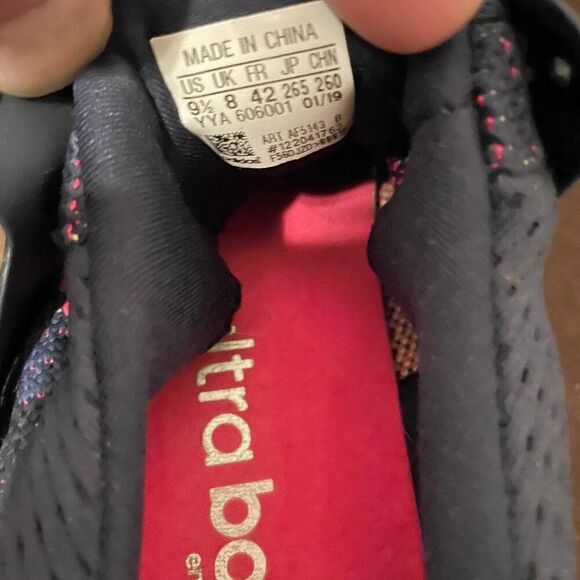 MADE IN CHINA
US UK FR JP CHN
9½ 8 42 265 260
YYA 606001 01/19
ART AF5143 B
ltra bo
en